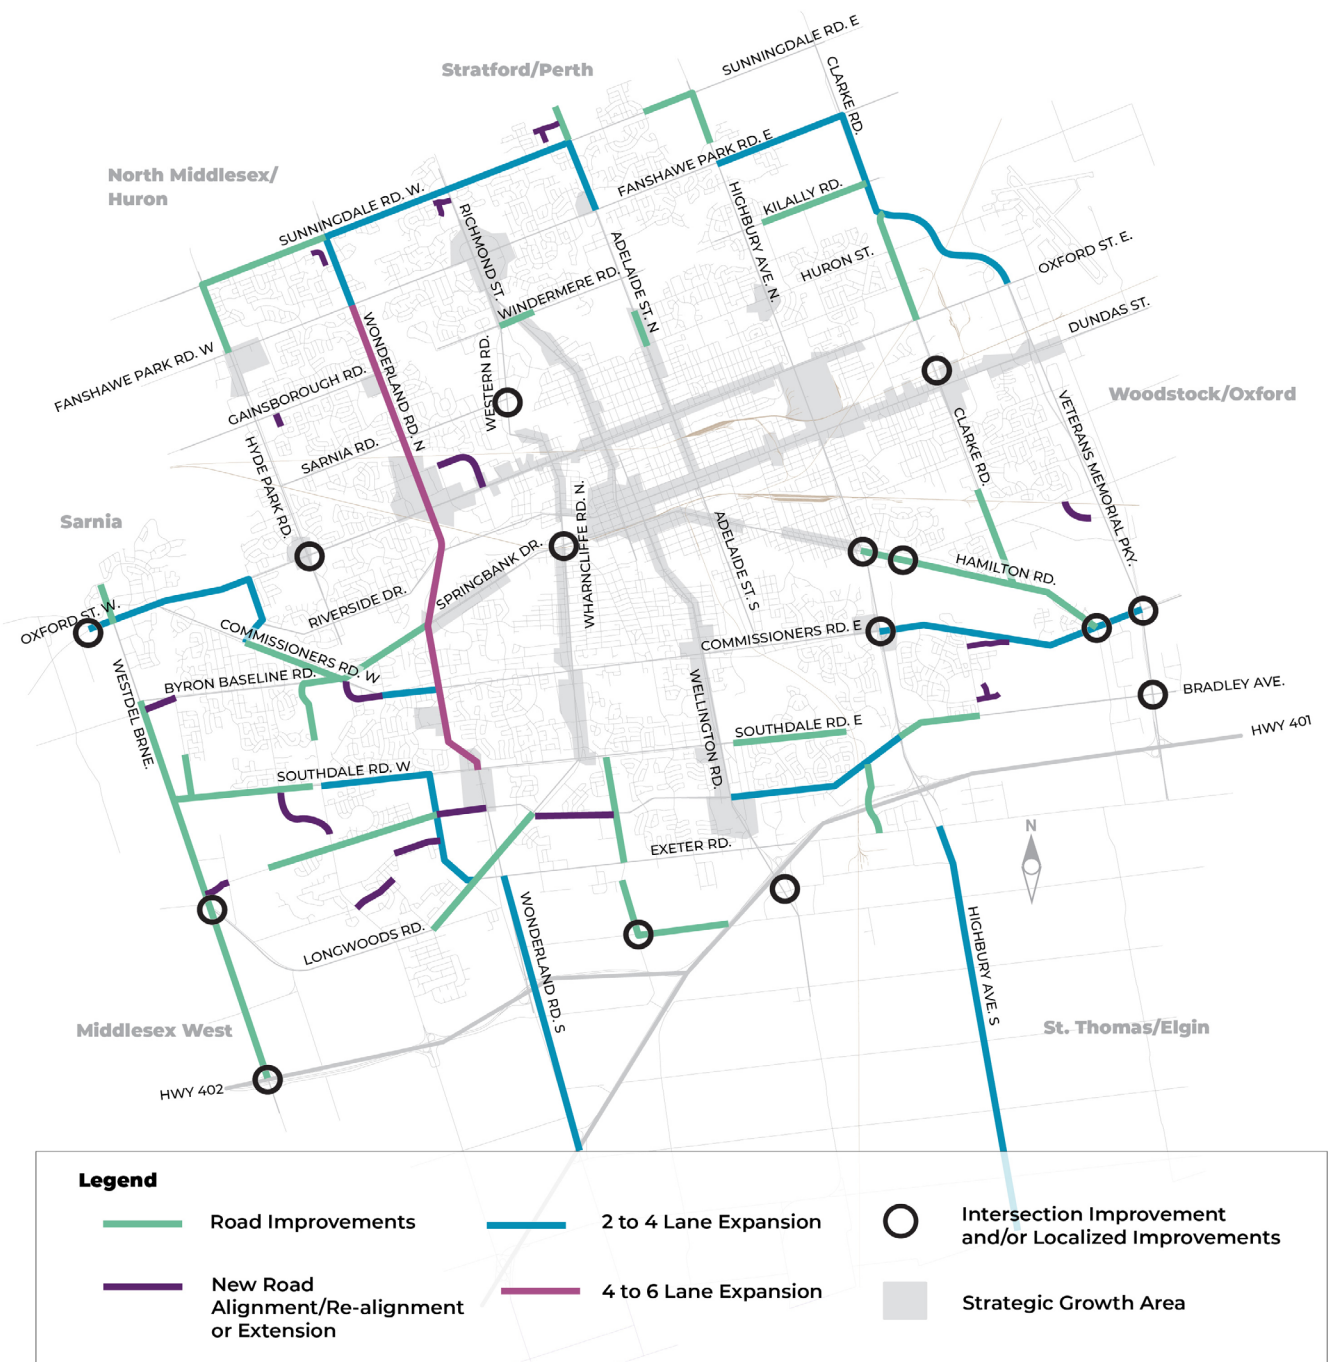 SUNNINGDALE RD. E
Stratford/Perth
CLARKE RD.
FANSHAWE PARK RD. E
North Middlesex/
Huron
SUNNINGDALE RD. W.
RICHMOND ST.
HIGHBURY AVE. N.
KILALLY RD.
ADELAIDE ST. N
HURON ST.
OXFORD ST. E.
WINDERMERE RD.
DUNDAS ST.
WONDERLAND RD. N
WESTERN RD.
FANSHAWE PARK RD. W
GAINSBOROUGH RD.
Woodstock/Oxford
VETERANS MEMORIAL PKY.
CLARKE RD.
HYDE PARK RD.
SARNIA RD.
Sarnia
WHARNCLIFFE RD. N.
ADELAIDE ST. S
SPRINGBANK DR.
HAMILTON RD.
RIVERSIDE DR.
OXFORD ST. W.
COMMISSIONERS RD. W
COMMISSIONERS RD. E
WESTDEL BRNE.
BYRON BASELINE RD.
WELLINGTON RD.
BRADLEY AVE.
SOUTHDALE RD. E
HWY 401
SOUTHDALE RD. W
N
EXETER RD.
WONDERLAND RD. S
HIGHBURY AVE. S
LONGWOODS RD.
Middlesex West
St. Thomas/Elgin
HWY 402
Legend
Road Improvements
2 to 4 Lane Expansion
Intersection Improvement
and/or Localized Improvements
New Road
Alignment/Re-alignment
or Extension
4 to 6 Lane Expansion
Strategic Growth Area